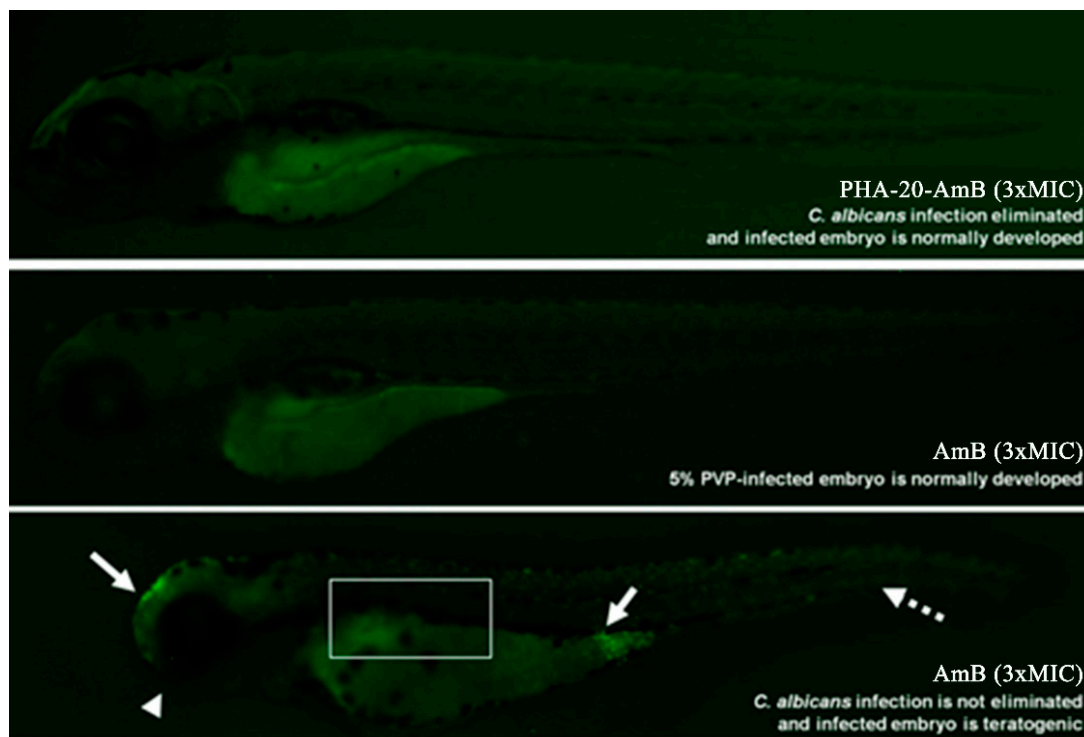 PHA-20-AmB (3xMIC)
C. albicans infection eliminated
and infected embryo is normally developed
AmB (3xMIC)
5% PVP-infected embryo is normally developed
AmB (3xMIC)
C. albicans infection is not eliminated
and infected embryo is teratogenic